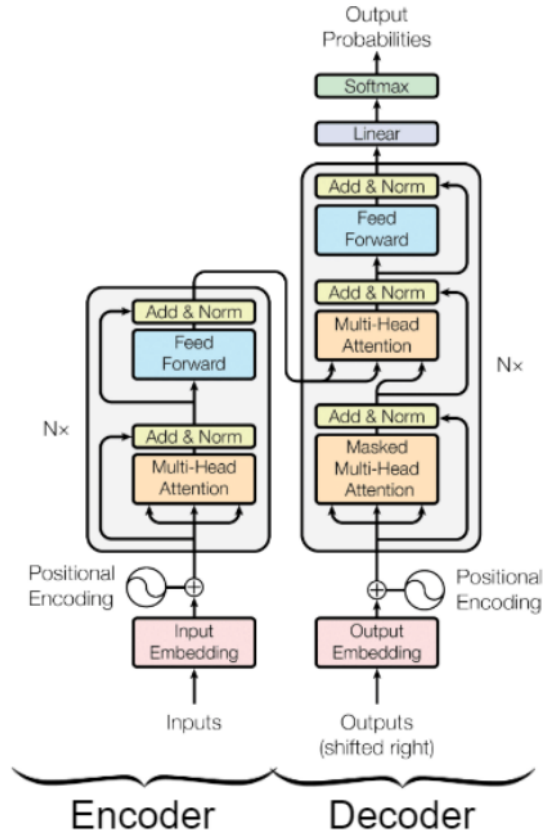 Output
Probabilities
Softmax
Linear
Add & Norm
Feed
Forward
Add & Norm
Multi-Head
Attention
Add & Norm
Masked
Multi-Head
Attention
N×
Positional
Encoding
Output
Embedding
Outputs
(shifted right)
Add & Norm
Feed
Forward
Add & Norm
Multi-Head
Attention
N×
Positional
Encoding
Input
Embedding
Inputs
Encoder
Decoder